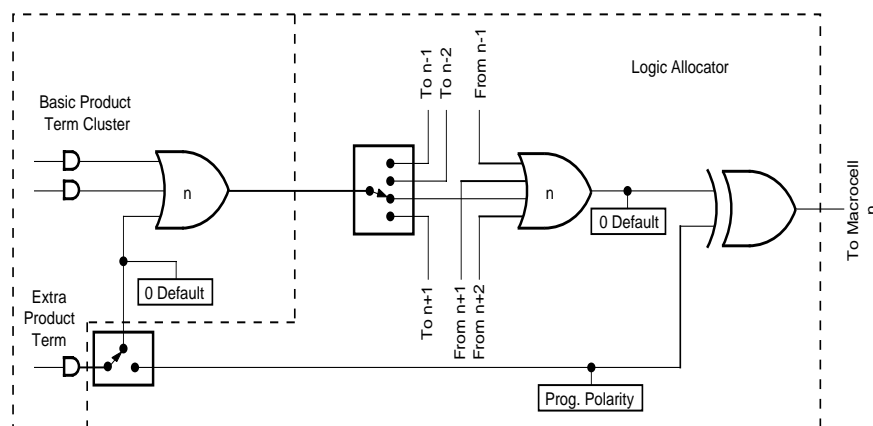 To n-1
To n-2
From n-1
Logic Allocator
Basic Product
Term Cluster
n
n
0 Default
To Macrocell
n
0 Default
To n+1
From n+1
From n+2
Extra
Product
Term
Prog. Polarity